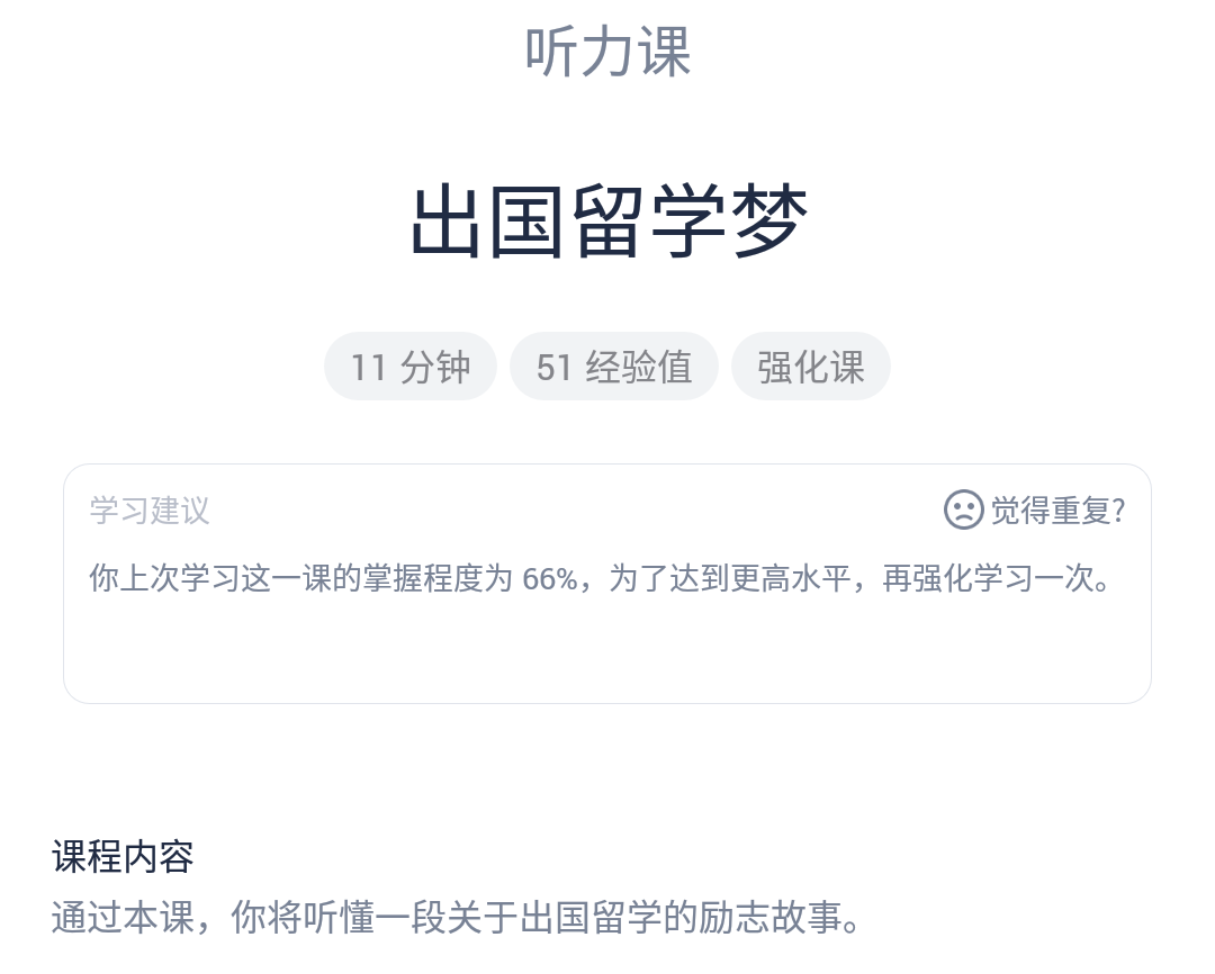 听力课
出国留学梦
11 分钟 51 经验值 强化课
学习建议 觉得重复?
你上次学习这一课的掌握程度为 66%，为了达到更高水平，再强化学习一次。
课程内容
通过本课，你将听懂一段关于出国留学的励志故事。